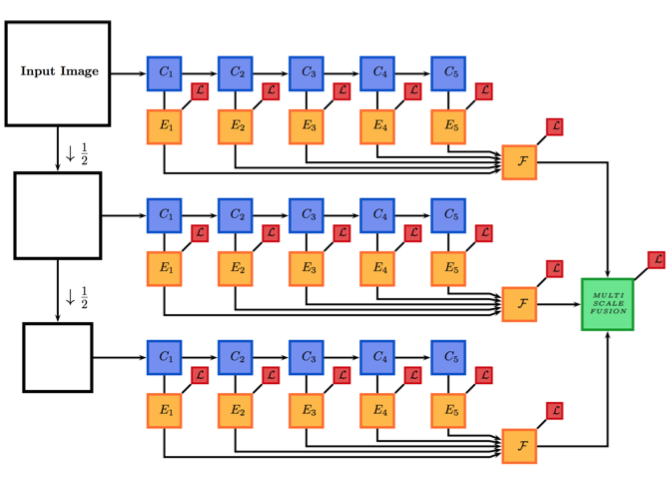 Input Image
C₁ C₂ C₃ C₄ C₅
ℒ ℒ ℒ ℒ ℒ
E₁ E₂ E₃ E₄ E₅
ℒ
ℱ
↓ ½
C₁ C₂ C₃ C₄ C₅
ℒ ℒ ℒ ℒ ℒ
E₁ E₂ E₃ E₄ E₅
ℒ
ℱ
ℒ
MULTI
SCALE
FUSION
↓ ½
C₁ C₂ C₃ C₄ C₅
ℒ ℒ ℒ ℒ ℒ
E₁ E₂ E₃ E₄ E₅
ℒ
ℱ